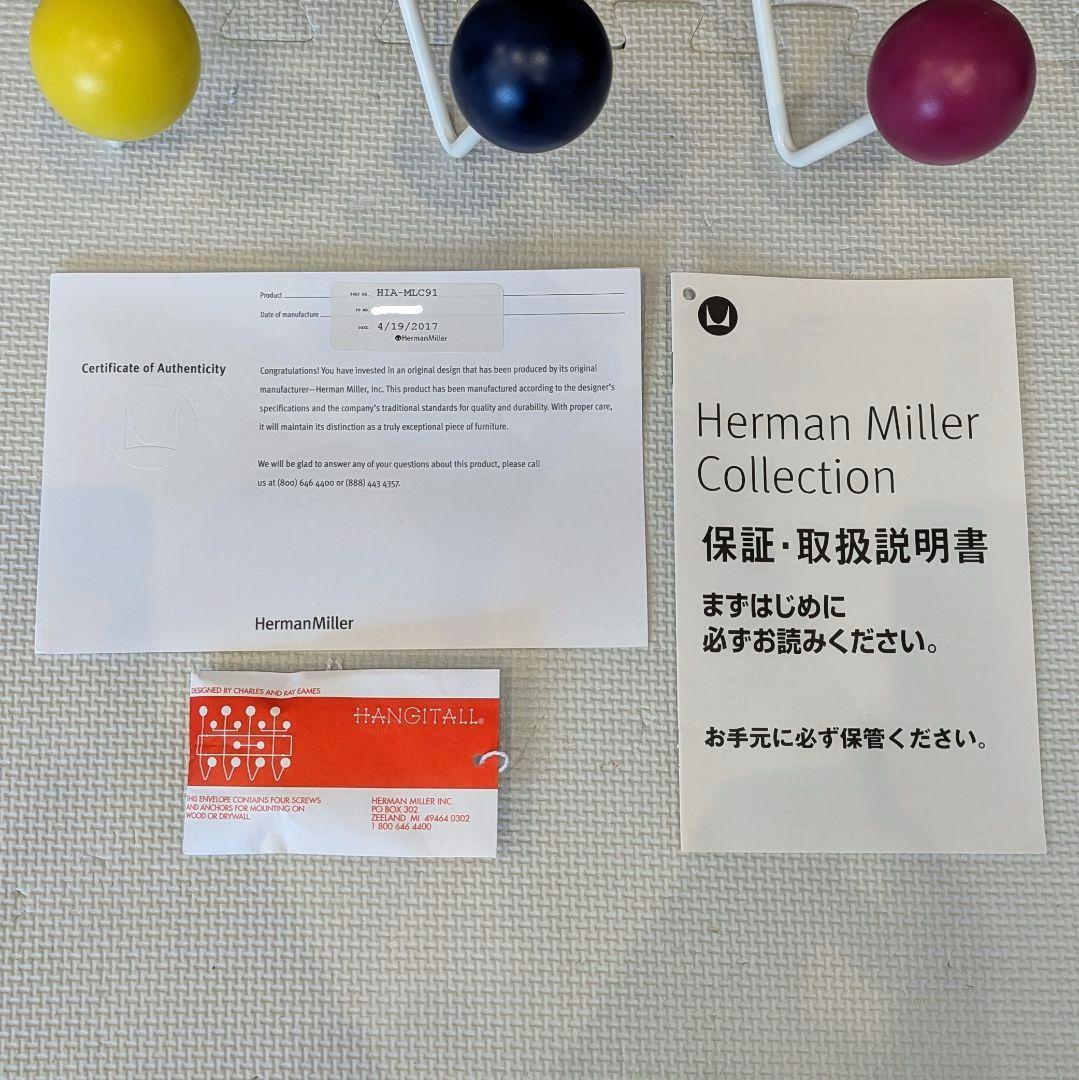 Product
PART NO. HIA-MLC91
PO NO.
Date of manufacture
DATE. 4/19/2017
HermanMiller
Certificate of Authenticity
Congratulations! You have invested in an original design that has been produced by its original
manufacturer—Herman Miller, Inc. This product has been manufactured according to the designer's
specifications and the company's traditional standards for quality and durability. With proper care,
it will maintain its distinction as a truly exceptional piece of furniture.
We will be glad to answer any of your questions about this product, please call
us at (800) 646 4400 or (888) 443 4357.
HermanMiller
Herman Miller
Collection
保証・取扱説明書
まずはじめに
必ずお読みください。
お手元に必ず保管ください。
DESIGNED BY CHARLES AND RAY EAMES
HANGITALL®
THIS ENVELOPE CONTAINS FOUR SCREWS
AND ANCHORS FOR MOUNTING ON
WOOD OR DRYWALL.
HERMAN MILLER INC
PO BOX 302
ZEELAND MI 49464 0302
1 800 646 4400